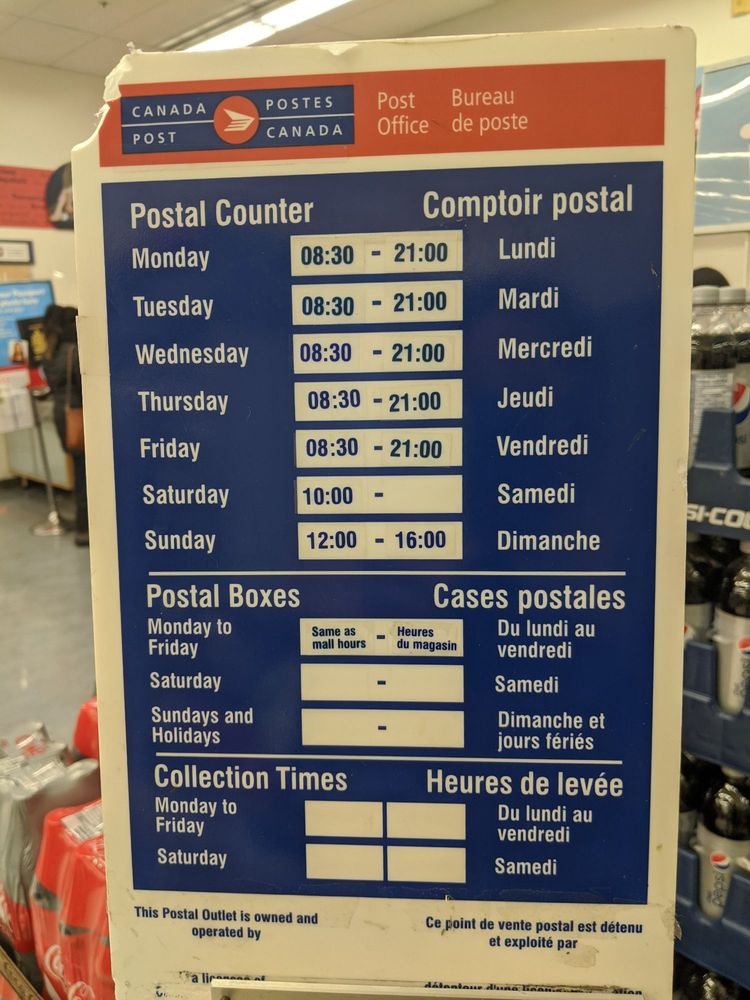 CANADA POSTES
POST CANADA
Post Bureau
Office de poste
Postal Counter Comptoir postal
Monday 08:30 - 21:00 Lundi
Tuesday 08:30 - 21:00 Mardi
Wednesday 08:30 - 21:00 Mercredi
Thursday 08:30 - 21:00 Jeudi
Friday 08:30 - 21:00 Vendredi
Saturday 10:00 - Samedi
Sunday 12:00 - 16:00 Dimanche
Postal Boxes Cases postales
Monday to Same as - Heures Du lundi au
Friday mall hours du magasin vendredi
Saturday - Samedi
Sundays and - Dimanche et
Holidays jours fériés
Collection Times Heures de levée
Monday to Du lundi au
Friday vendredi
Saturday Samedi
This Postal Outlet is owned and Ce point de vente postal est détenu
operated by et exploité par
pepsi